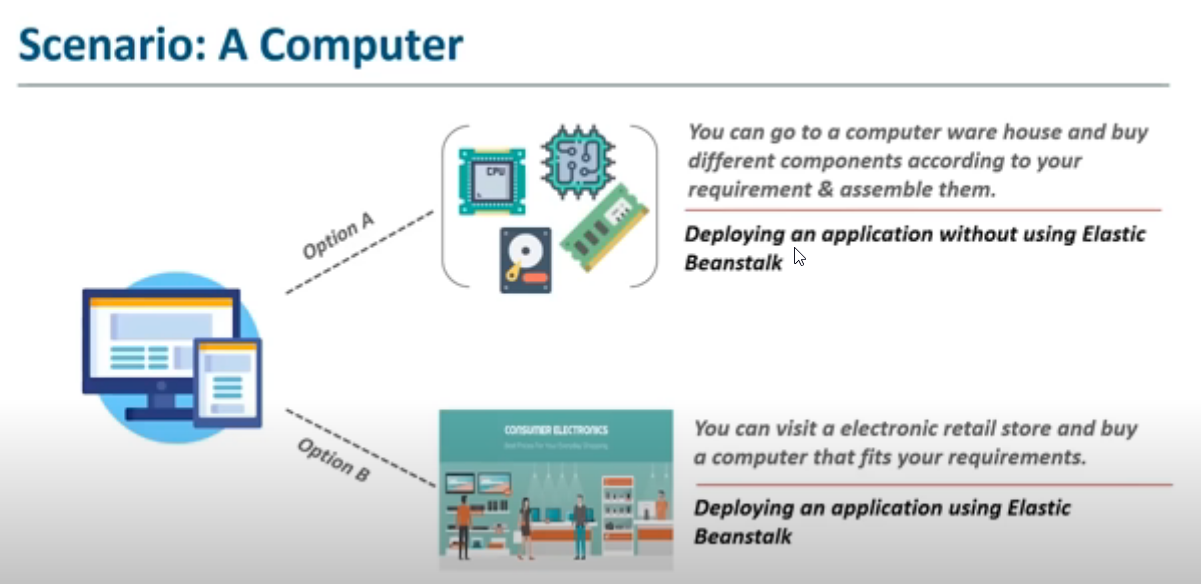 Scenario: A Computer
Option A
CPU
You can go to a computer ware house and buy
different components according to your
requirement & assemble them.
Deploying an application without using Elastic
Beanstalk
Option B
CONSUMER ELECTRONICS
You can visit a electronic retail store and buy
a computer that fits your requirements.
Deploying an application using Elastic
Beanstalk